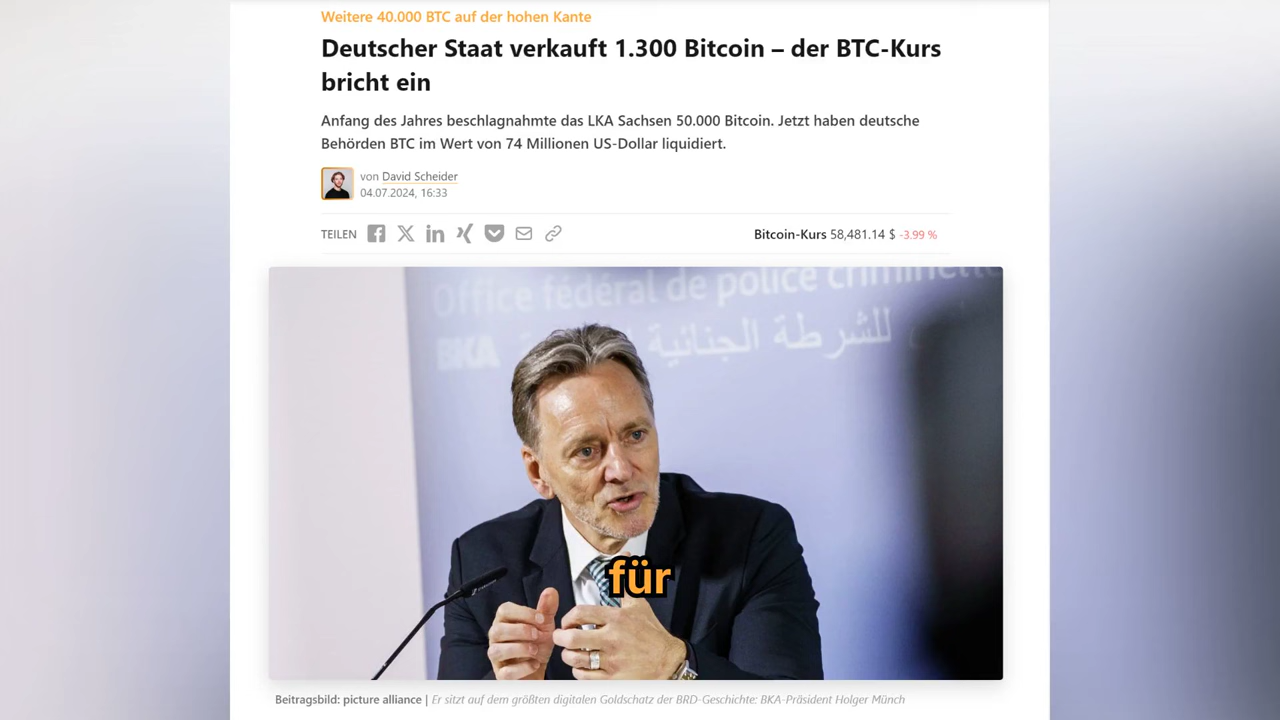 Weitere 40.000 BTC auf der hohen Kante
Deutscher Staat verkauft 1.300 Bitcoin – der BTC-Kurs
bricht ein
Anfang des Jahres beschlagnahmte das LKA Sachsen 50.000 Bitcoin. Jetzt haben deutsche
Behörden BTC im Wert von 74 Millionen US-Dollar liquidiert.
von David Scheider
04.07.2024, 16:33
TEILEN
Bitcoin-Kurs 58,481.14 $ -3.99 %
Office fédéral de police criminelle
BKA
للشرطة الجنائية
für
Beitragsbild: picture alliance | Er sitzt auf dem größten digitalen Goldschatz der BRD-Geschichte: BKA-Präsident Holger Münch